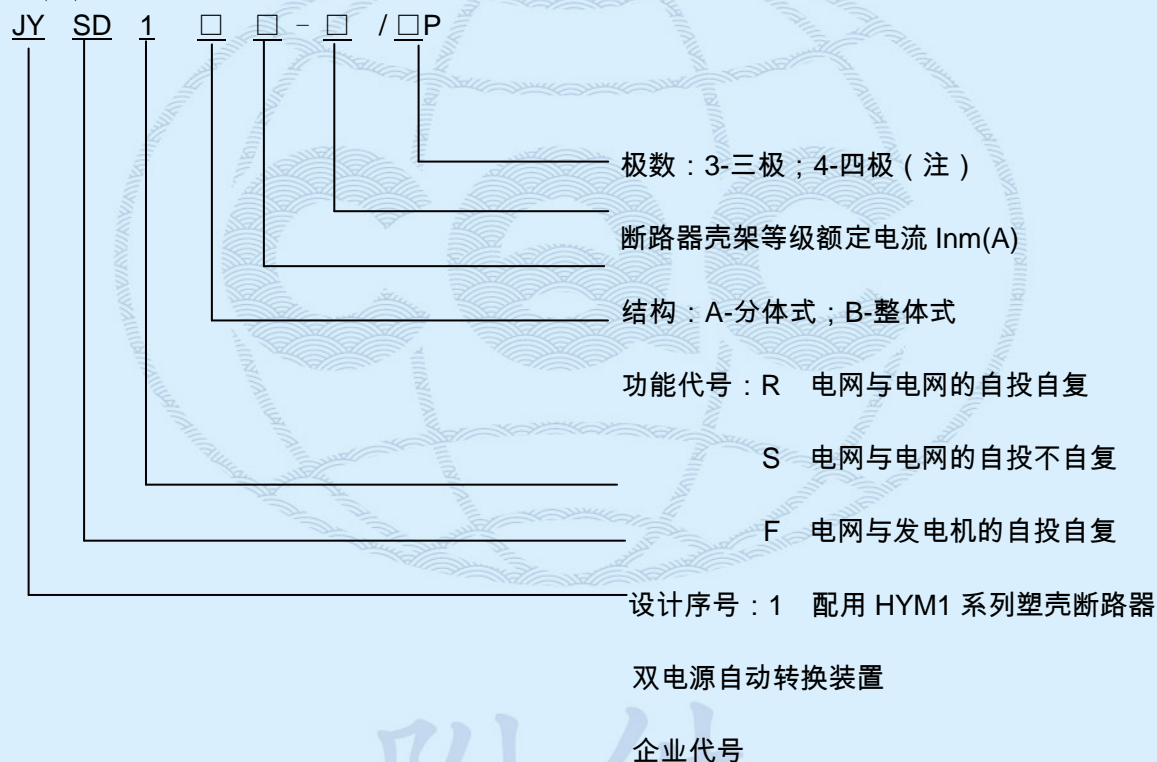 JY SD 1 □ □ - □ / □P
极数：3-三极；4-四极（注）
断路器壳架等级额定电流 Inm(A)
结构：A-分体式；B-整体式
功能代号：R 电网与电网的自投自复
S 电网与电网的自投不自复
F 电网与发电机的自投自复
设计序号：1 配用 HYM1 系列塑壳断路器
双电源自动转换装置
企业代号
CQC